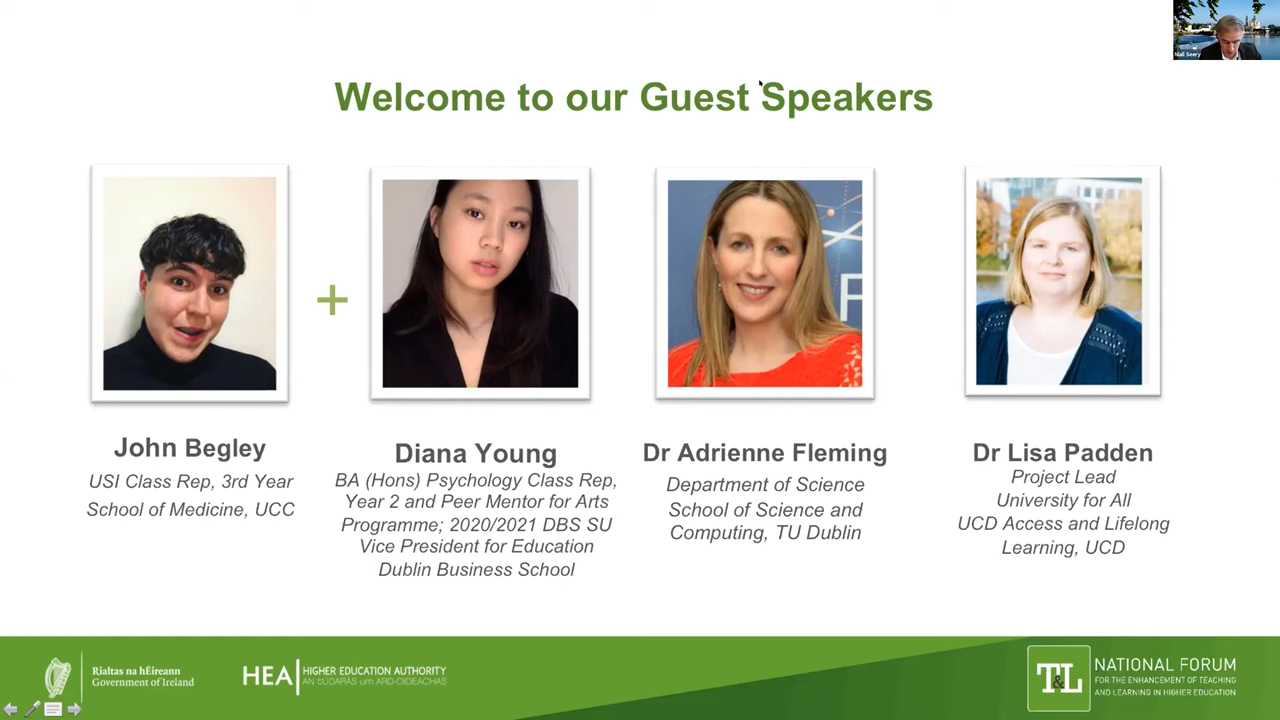 Niall Seery
Welcome to our Guest Speakers
+
John Begley
USI Class Rep, 3rd Year
School of Medicine, UCC
Diana Young
BA (Hons) Psychology Class Rep,
Year 2 and Peer Mentor for Arts
Programme; 2020/2021 DBS SU
Vice President for Education
Dublin Business School
Dr Adrienne Fleming
Department of Science
School of Science and
Computing, TU Dublin
Dr Lisa Padden
Project Lead
University for All
UCD Access and Lifelong
Learning, UCD
Rialtas na hÉireann
Government of Ireland
HEA
HIGHER EDUCATION AUTHORITY
AN tÚDARÁS um ARD-OIDEACHAS
T&L
NATIONAL FORUM
FOR THE ENHANCEMENT OF TEACHING
AND LEARNING IN HIGHER EDUCATION